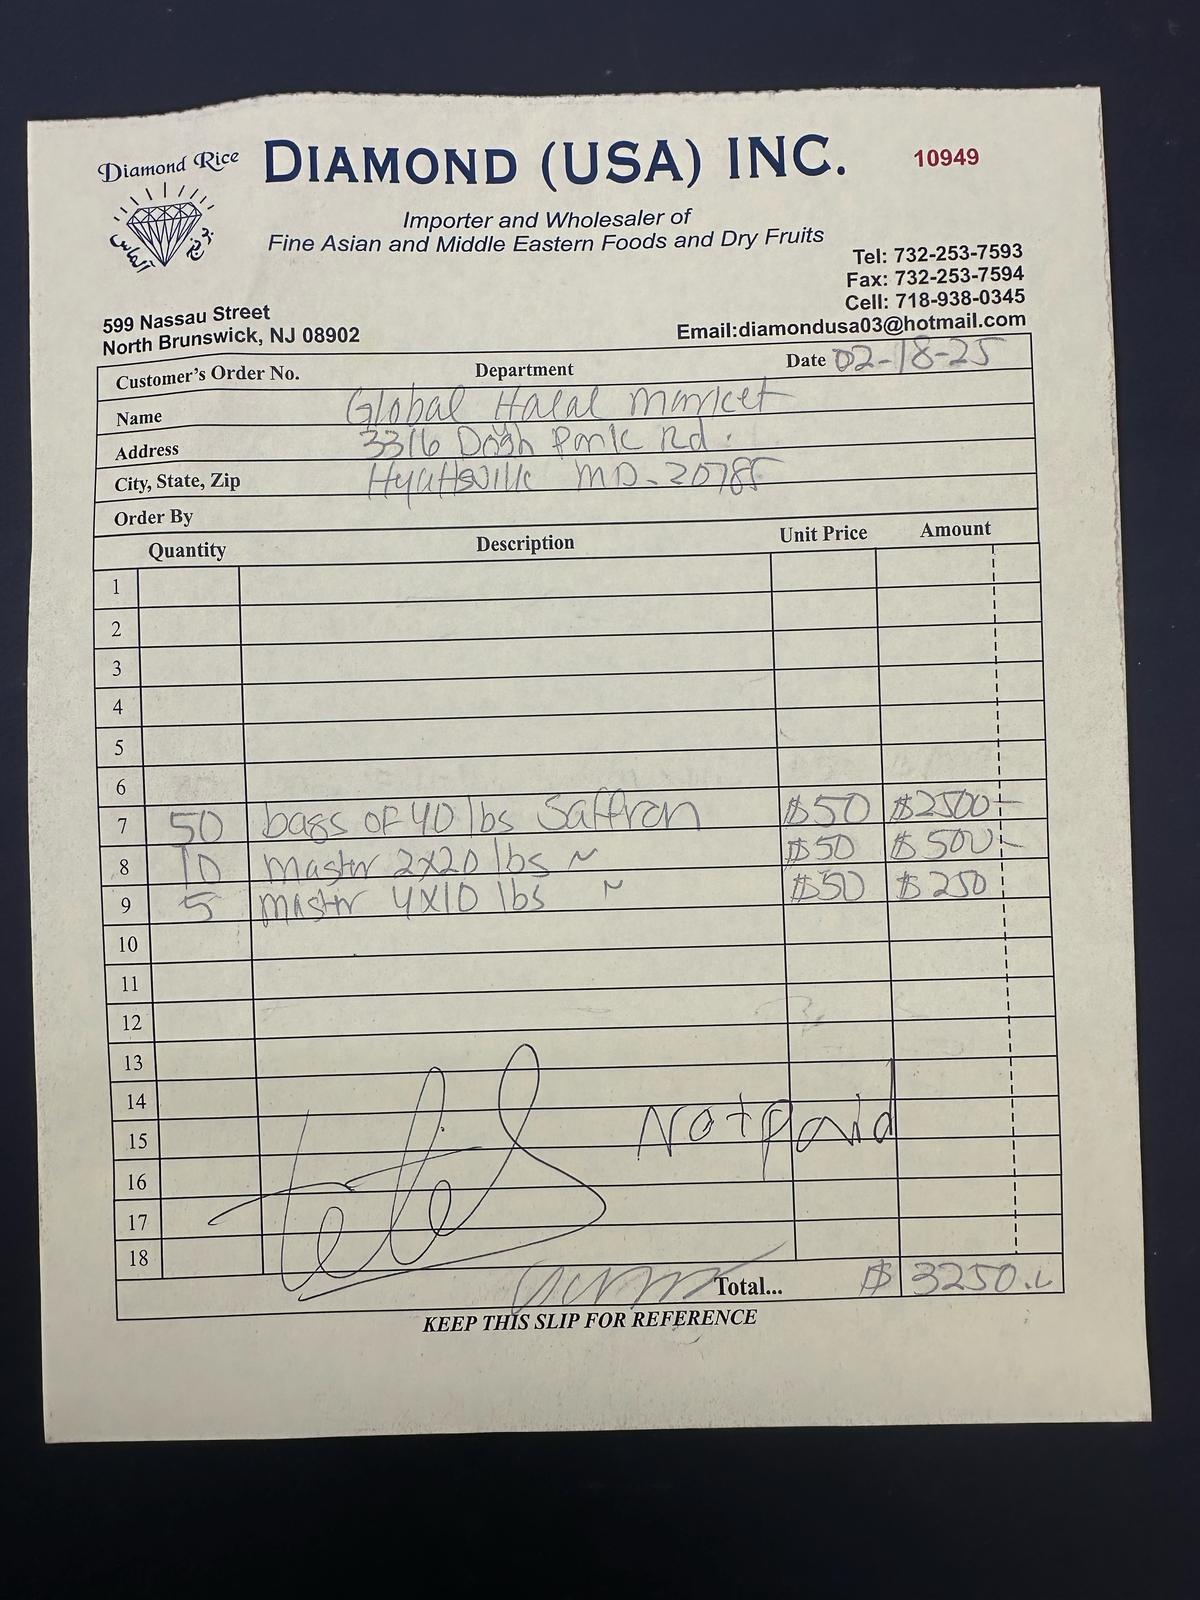 Diamond Rice
DIAMOND (USA) INC.
10949
Importer and Wholesaler of
Fine Asian and Middle Eastern Foods and Dry Fruits
الماس
Tel: 732-253-7593
Fax: 732-253-7594
Cell: 718-938-0345
Email:diamondusa03@hotmail.com
599 Nassau Street
North Brunswick, NJ 08902
Customer's Order No. Department Date 02-18-25
Name Global Halal Market
Address 3316 Park Rd.
City, State, Zip Hyattsville MD-20785
Order By
Quantity Description Unit Price Amount
1
2
3
4
5
6
7 50 bags OF 40 lbs Saffron $50 $2500-
8 10 Master 2x20 lbs ~ $50 $500-
9 5 Master 4x10 lbs ~ $50 $250
10
11
12
13
14
15 Not paid
16
17
18
Total... $ 3250.
KEEP THIS SLIP FOR REFERENCE